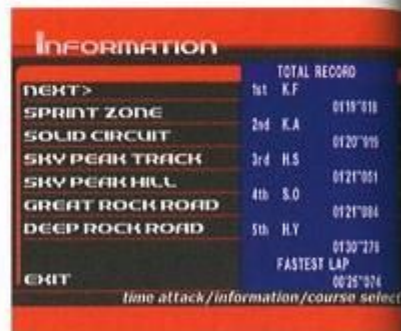 INFORMATION
TOTAL RECORD
NEXT>
1st K.F
01'19"018
SPRINT ZONE
2nd K.A
SOLID CIRCUIT
01'20"019
SKY PEAK TRACK
3rd H.S
01'21"051
SKY PEAK HILL
4th S.O
GREAT ROCK ROAD
01'21"084
DEEP ROCK ROAD
5th H.Y
01'30"276
FASTEST LAP
EXIT
00'25"074
time attack/information/course select